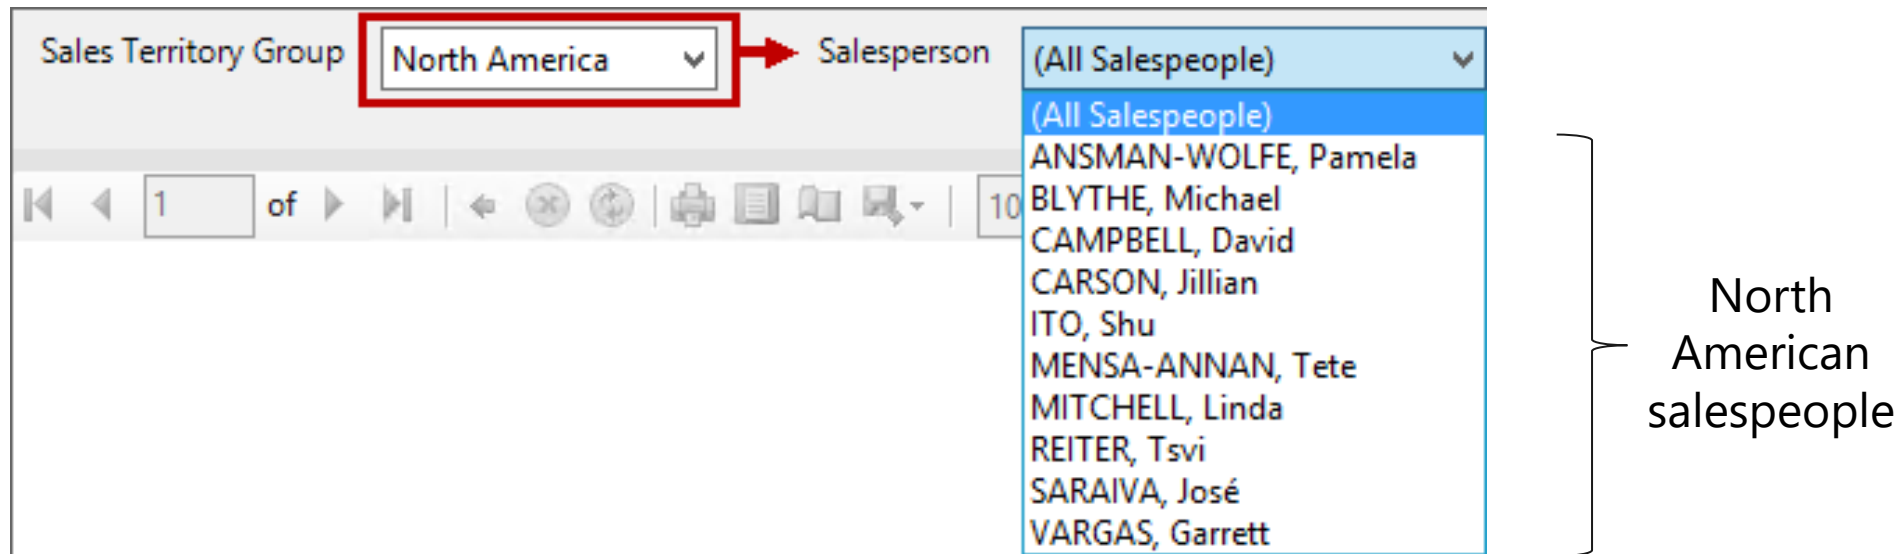 Sales Territory Group North America Salesperson (All Salespeople)
(All Salespeople)
ANSMAN-WOLFE, Pamela
BLYTHE, Michael
CAMPBELL, David
CARSON, Jillian
ITO, Shu
MENSA-ANNAN, Tete
MITCHELL, Linda
REITER, Tsvi
SARAIVA, José
VARGAS, Garrett
1 of 10
North
American
salespeople